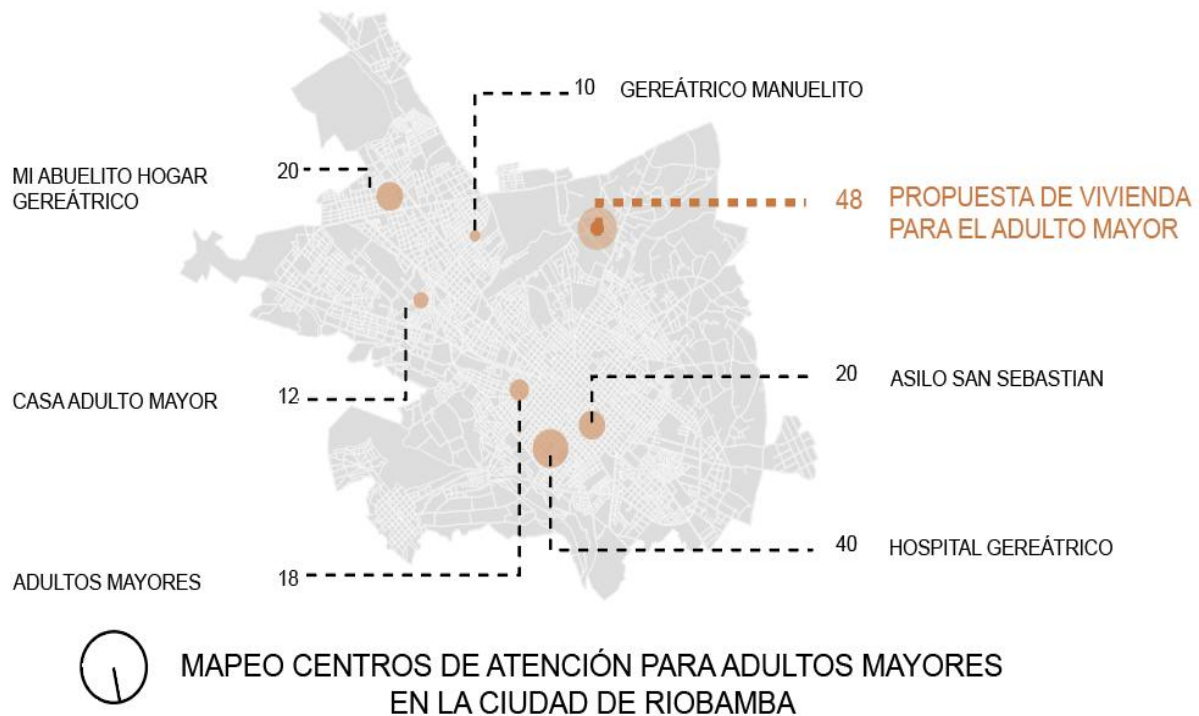 10 GEREÁTRICO MANUELITO
MI ABUELITO HOGAR
GEREÁTRICO
20
48 PROPUESTA DE VIVIENDA
PARA EL ADULTO MAYOR
CASA ADULTO MAYOR 12
20 ASILO SAN SEBASTIAN
40 HOSPITAL GEREÁTRICO
ADULTOS MAYORES 18
MAPEO CENTROS DE ATENCIÓN PARA ADULTOS MAYORES
EN LA CIUDAD DE RIOBAMBA